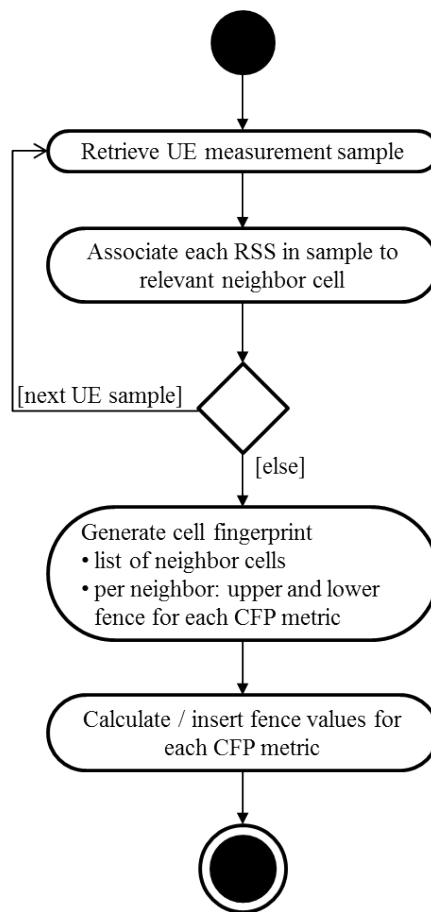 Retrieve UE measurement sample
Associate each RSS in sample to
relevant neighbor cell
[next UE sample]
[else]
Generate cell fingerprint
• list of neighbor cells
• per neighbor: upper and lower
fence for each CFP metric
Calculate / insert fence values for
each CFP metric